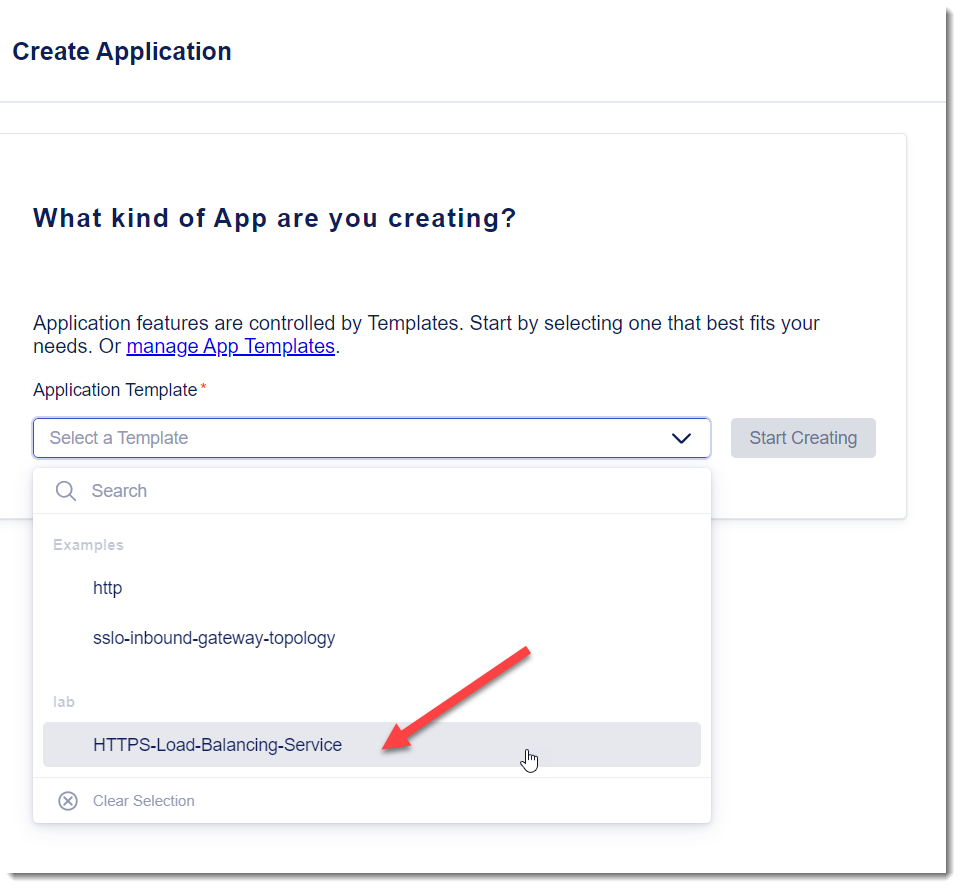 Create Application
What kind of App are you creating?
Application features are controlled by Templates. Start by selecting one that best fits your
needs. Or manage App Templates.
Application Template*
Select a Template
Start Creating
Search
Examples
http
sslo-inbound-gateway-topology
lab
HTTPS-Load-Balancing-Service
Clear Selection